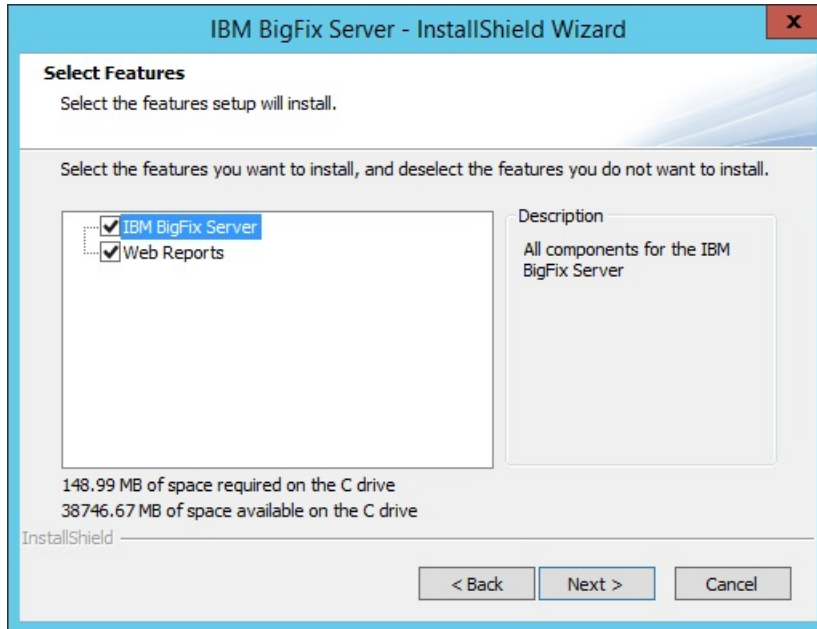 IBM BigFix Server - InstallShield Wizard
x
Select Features
Select the features setup will install.
Select the features you want to install, and deselect the features you do not want to install.
IBM BigFix Server
Web Reports
Description
All components for the IBM
BigFix Server
148.99 MB of space required on the C drive
38746.67 MB of space available on the C drive
InstallShield
< Back
Next >
Cancel